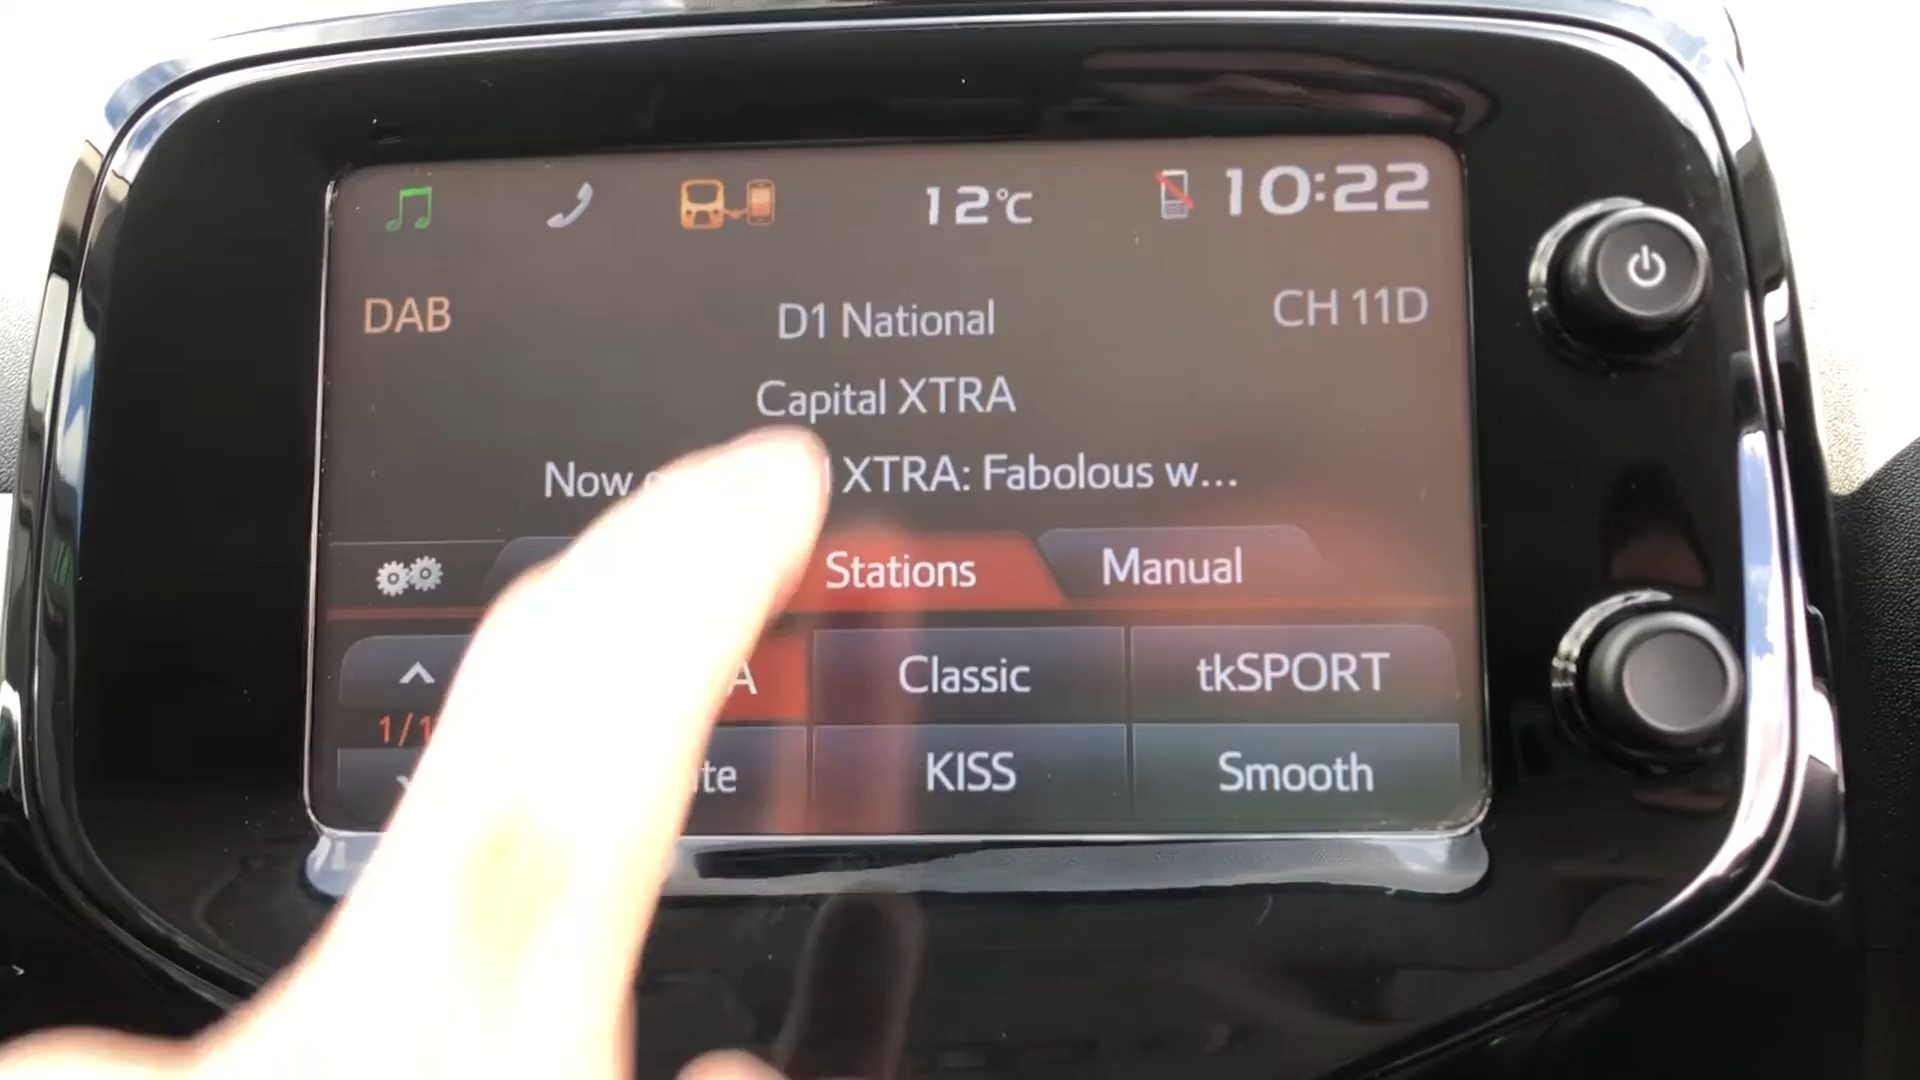 12°C
10:22
DAB
D1 National
CH 11D
Capital XTRA
Now XTRA: Fabolous w...
Stations
Manual
Classic
tkSPORT
KISS
Smooth